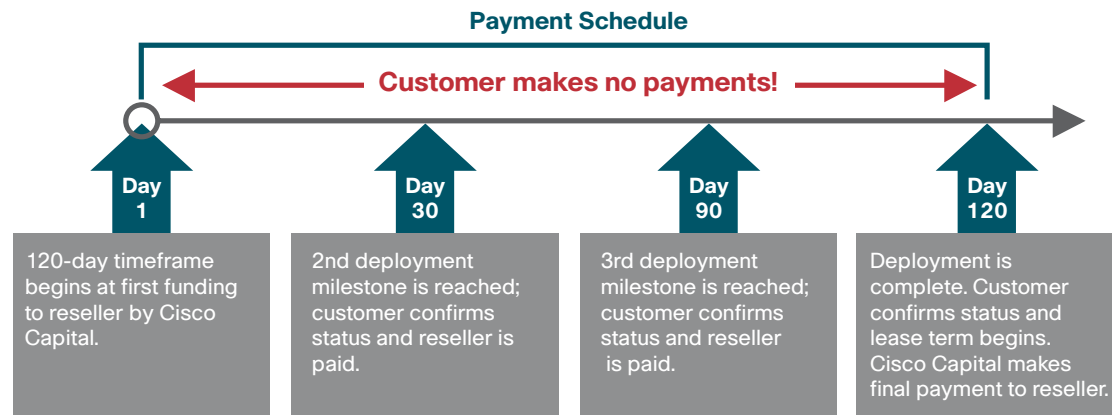 Payment Schedule
Customer makes no payments!
Day
1
Day
30
Day
90
Day
120
120-day timeframe
begins at first funding
to reseller by Cisco
Capital.
2nd deployment
milestone is reached;
customer confirms
status and reseller is
paid.
3rd deployment
milestone is reached;
customer confirms
status and reseller
is paid.
Deployment is
complete. Customer
confirms status and
lease term begins.
Cisco Capital makes
final payment to reseller.